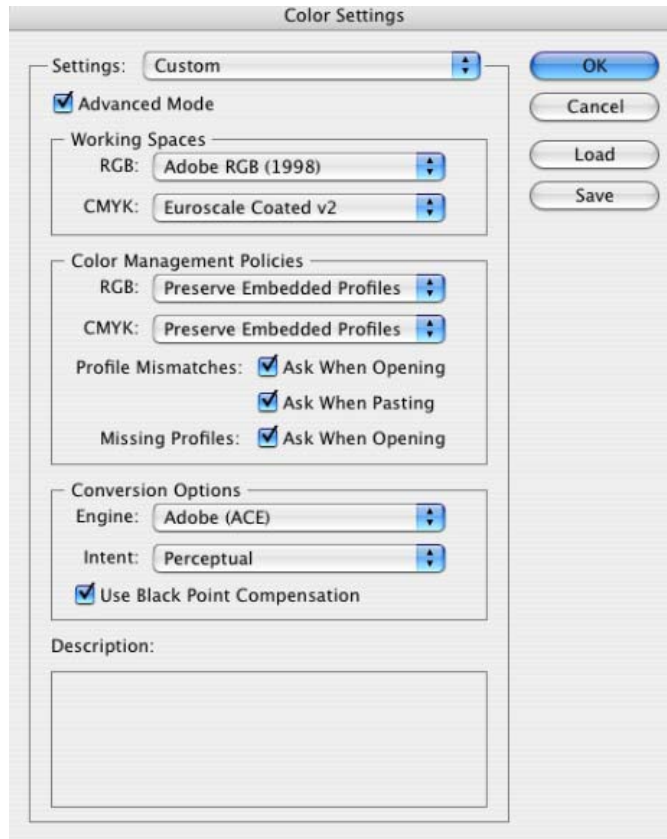 Color Settings
Settings: Custom
OK
Advanced Mode
Cancel
Working Spaces
Load
RGB: Adobe RGB (1998)
Save
CMYK: Euroscale Coated v2
Color Management Policies
RGB: Preserve Embedded Profiles
CMYK: Preserve Embedded Profiles
Profile Mismatches: Ask When Opening
Ask When Pasting
Missing Profiles: Ask When Opening
Conversion Options
Engine: Adobe (ACE)
Intent: Perceptual
Use Black Point Compensation
Description: